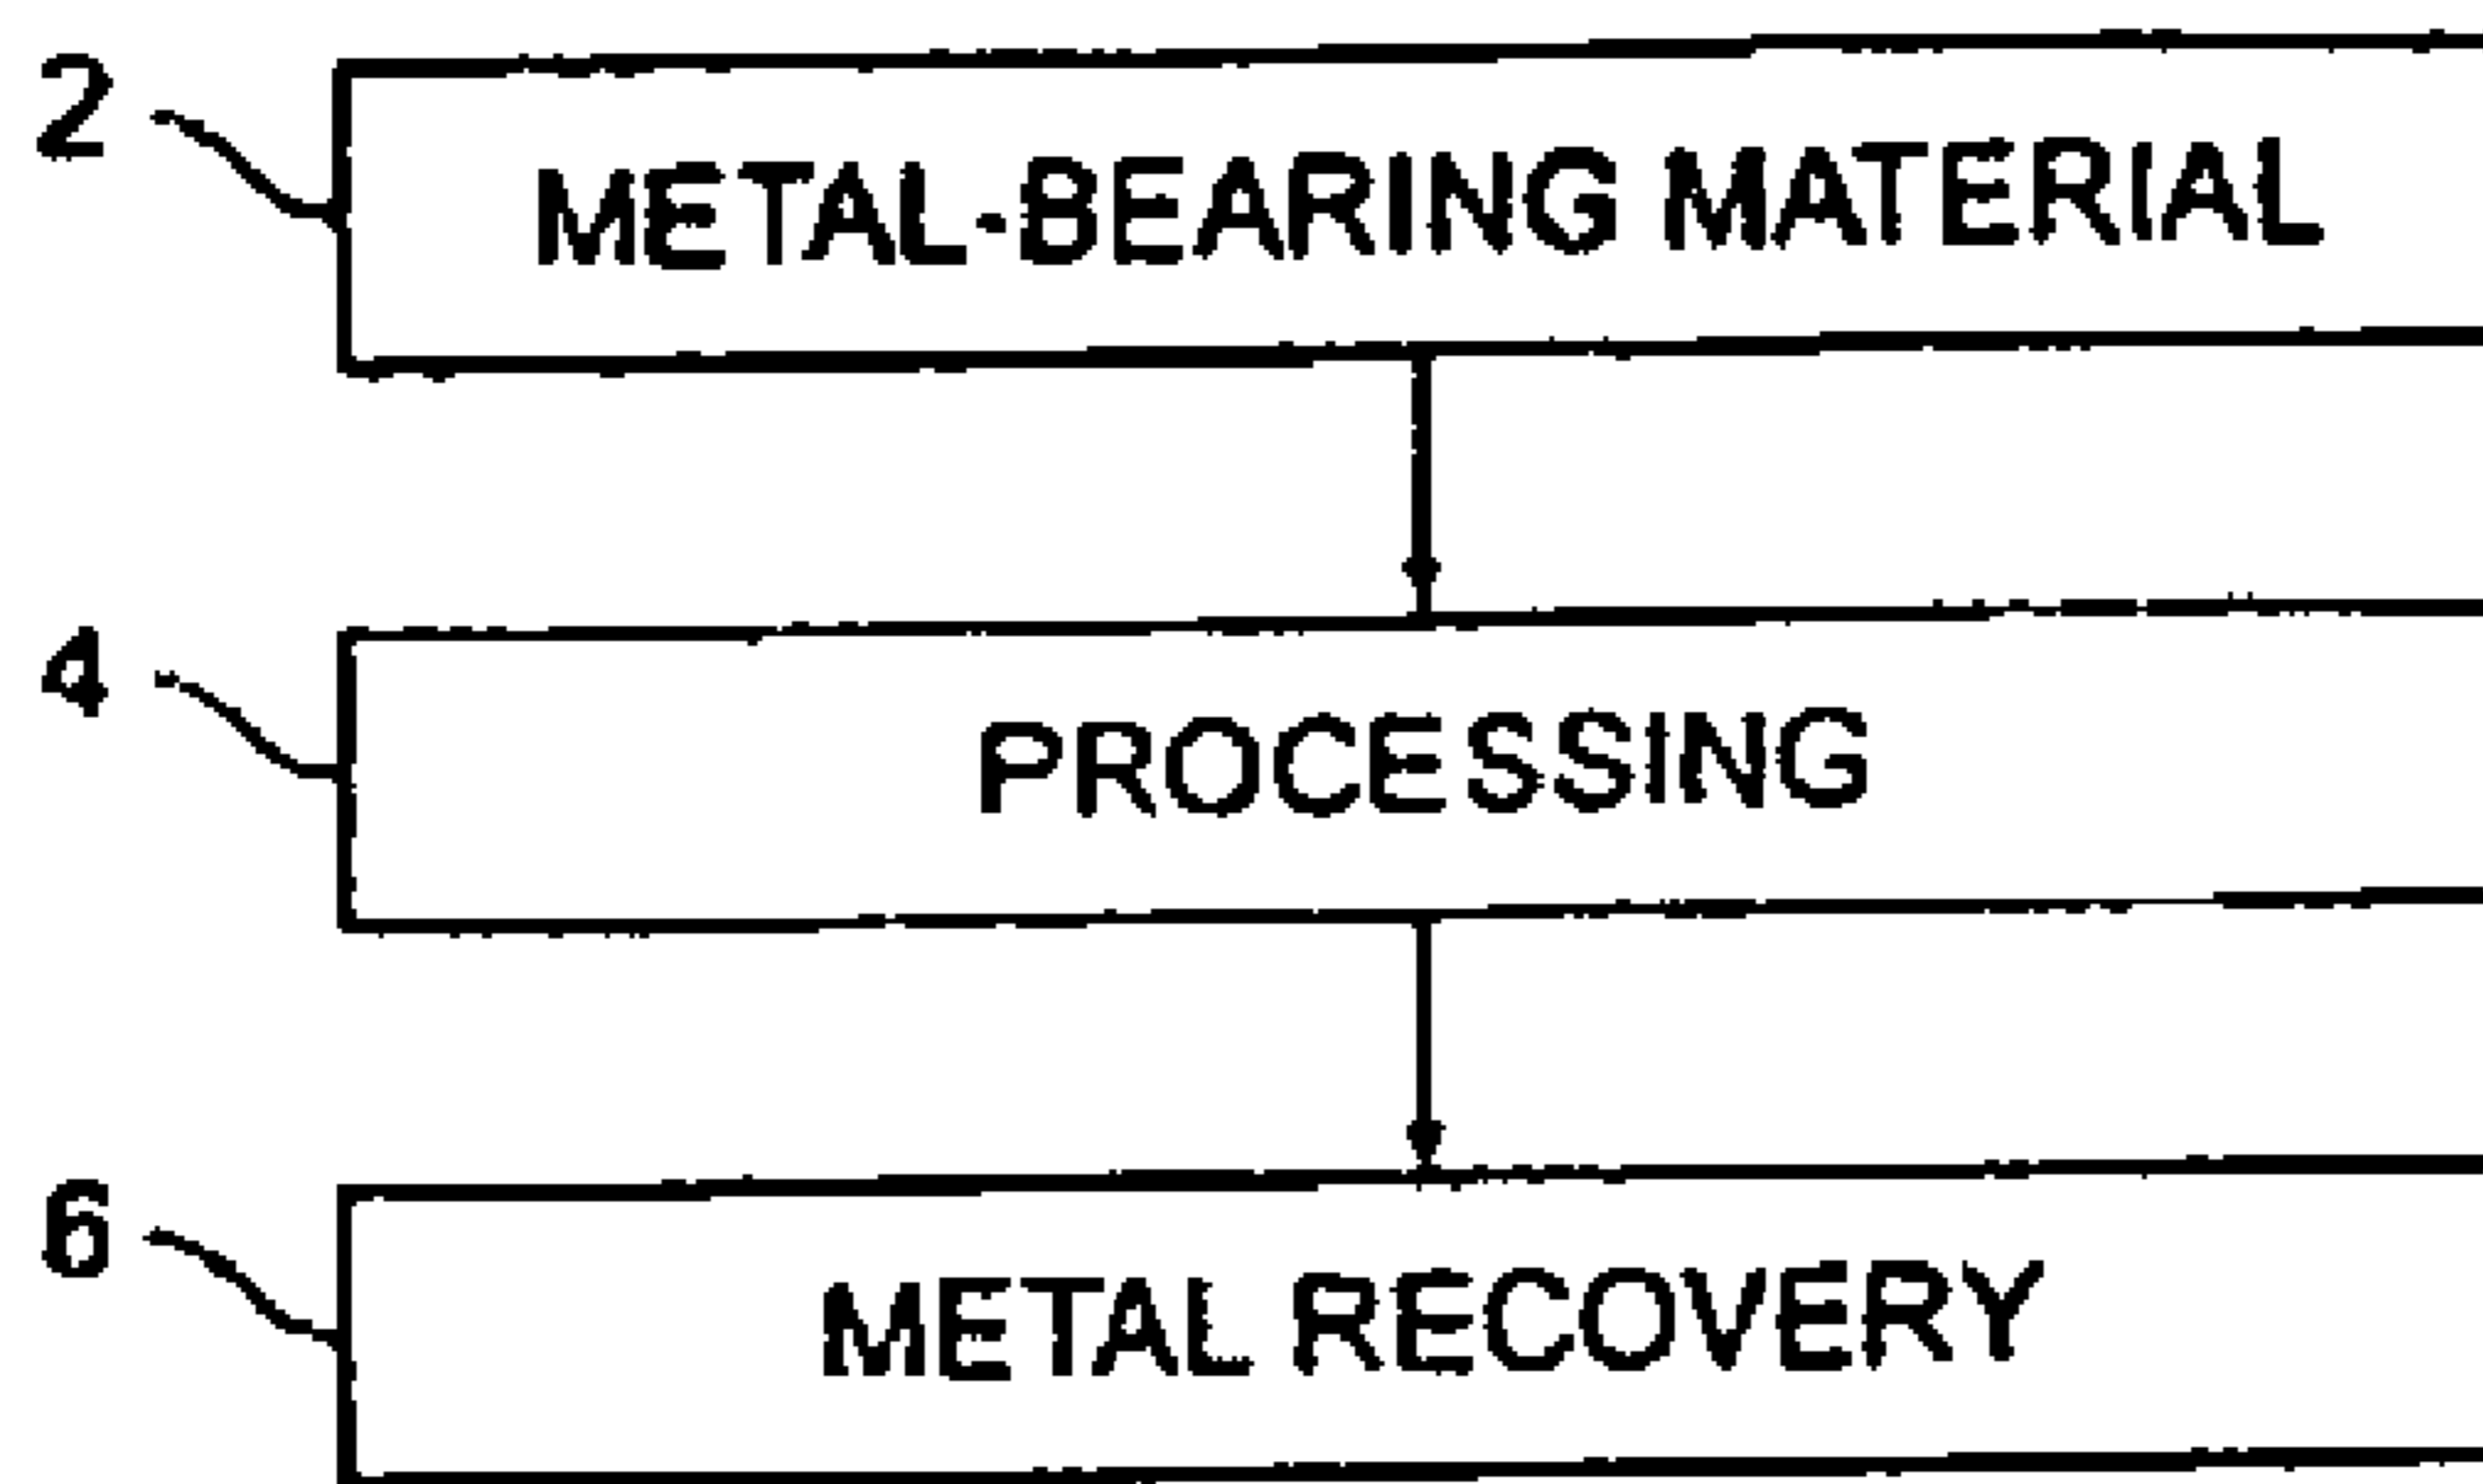 2
METAL-BEARING MATERIAL
4
PROCESSING
6
METAL RECOVERY